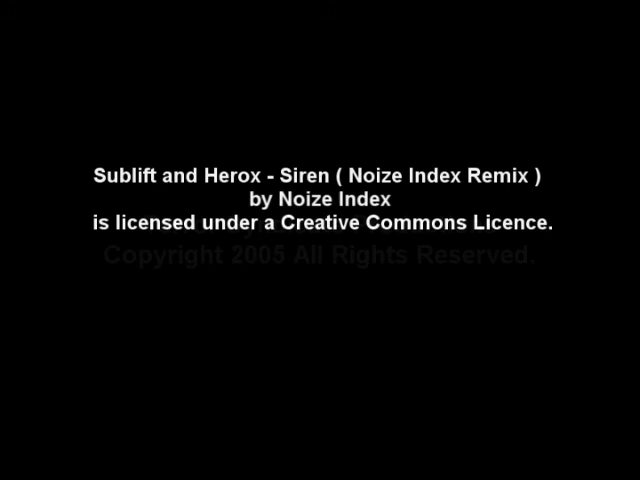 Sublift and Herox - Siren ( Noize Index Remix )
by Noize Index
is licensed under a Creative Commons Licence.
Copyright 2005 All Rights Reserved.